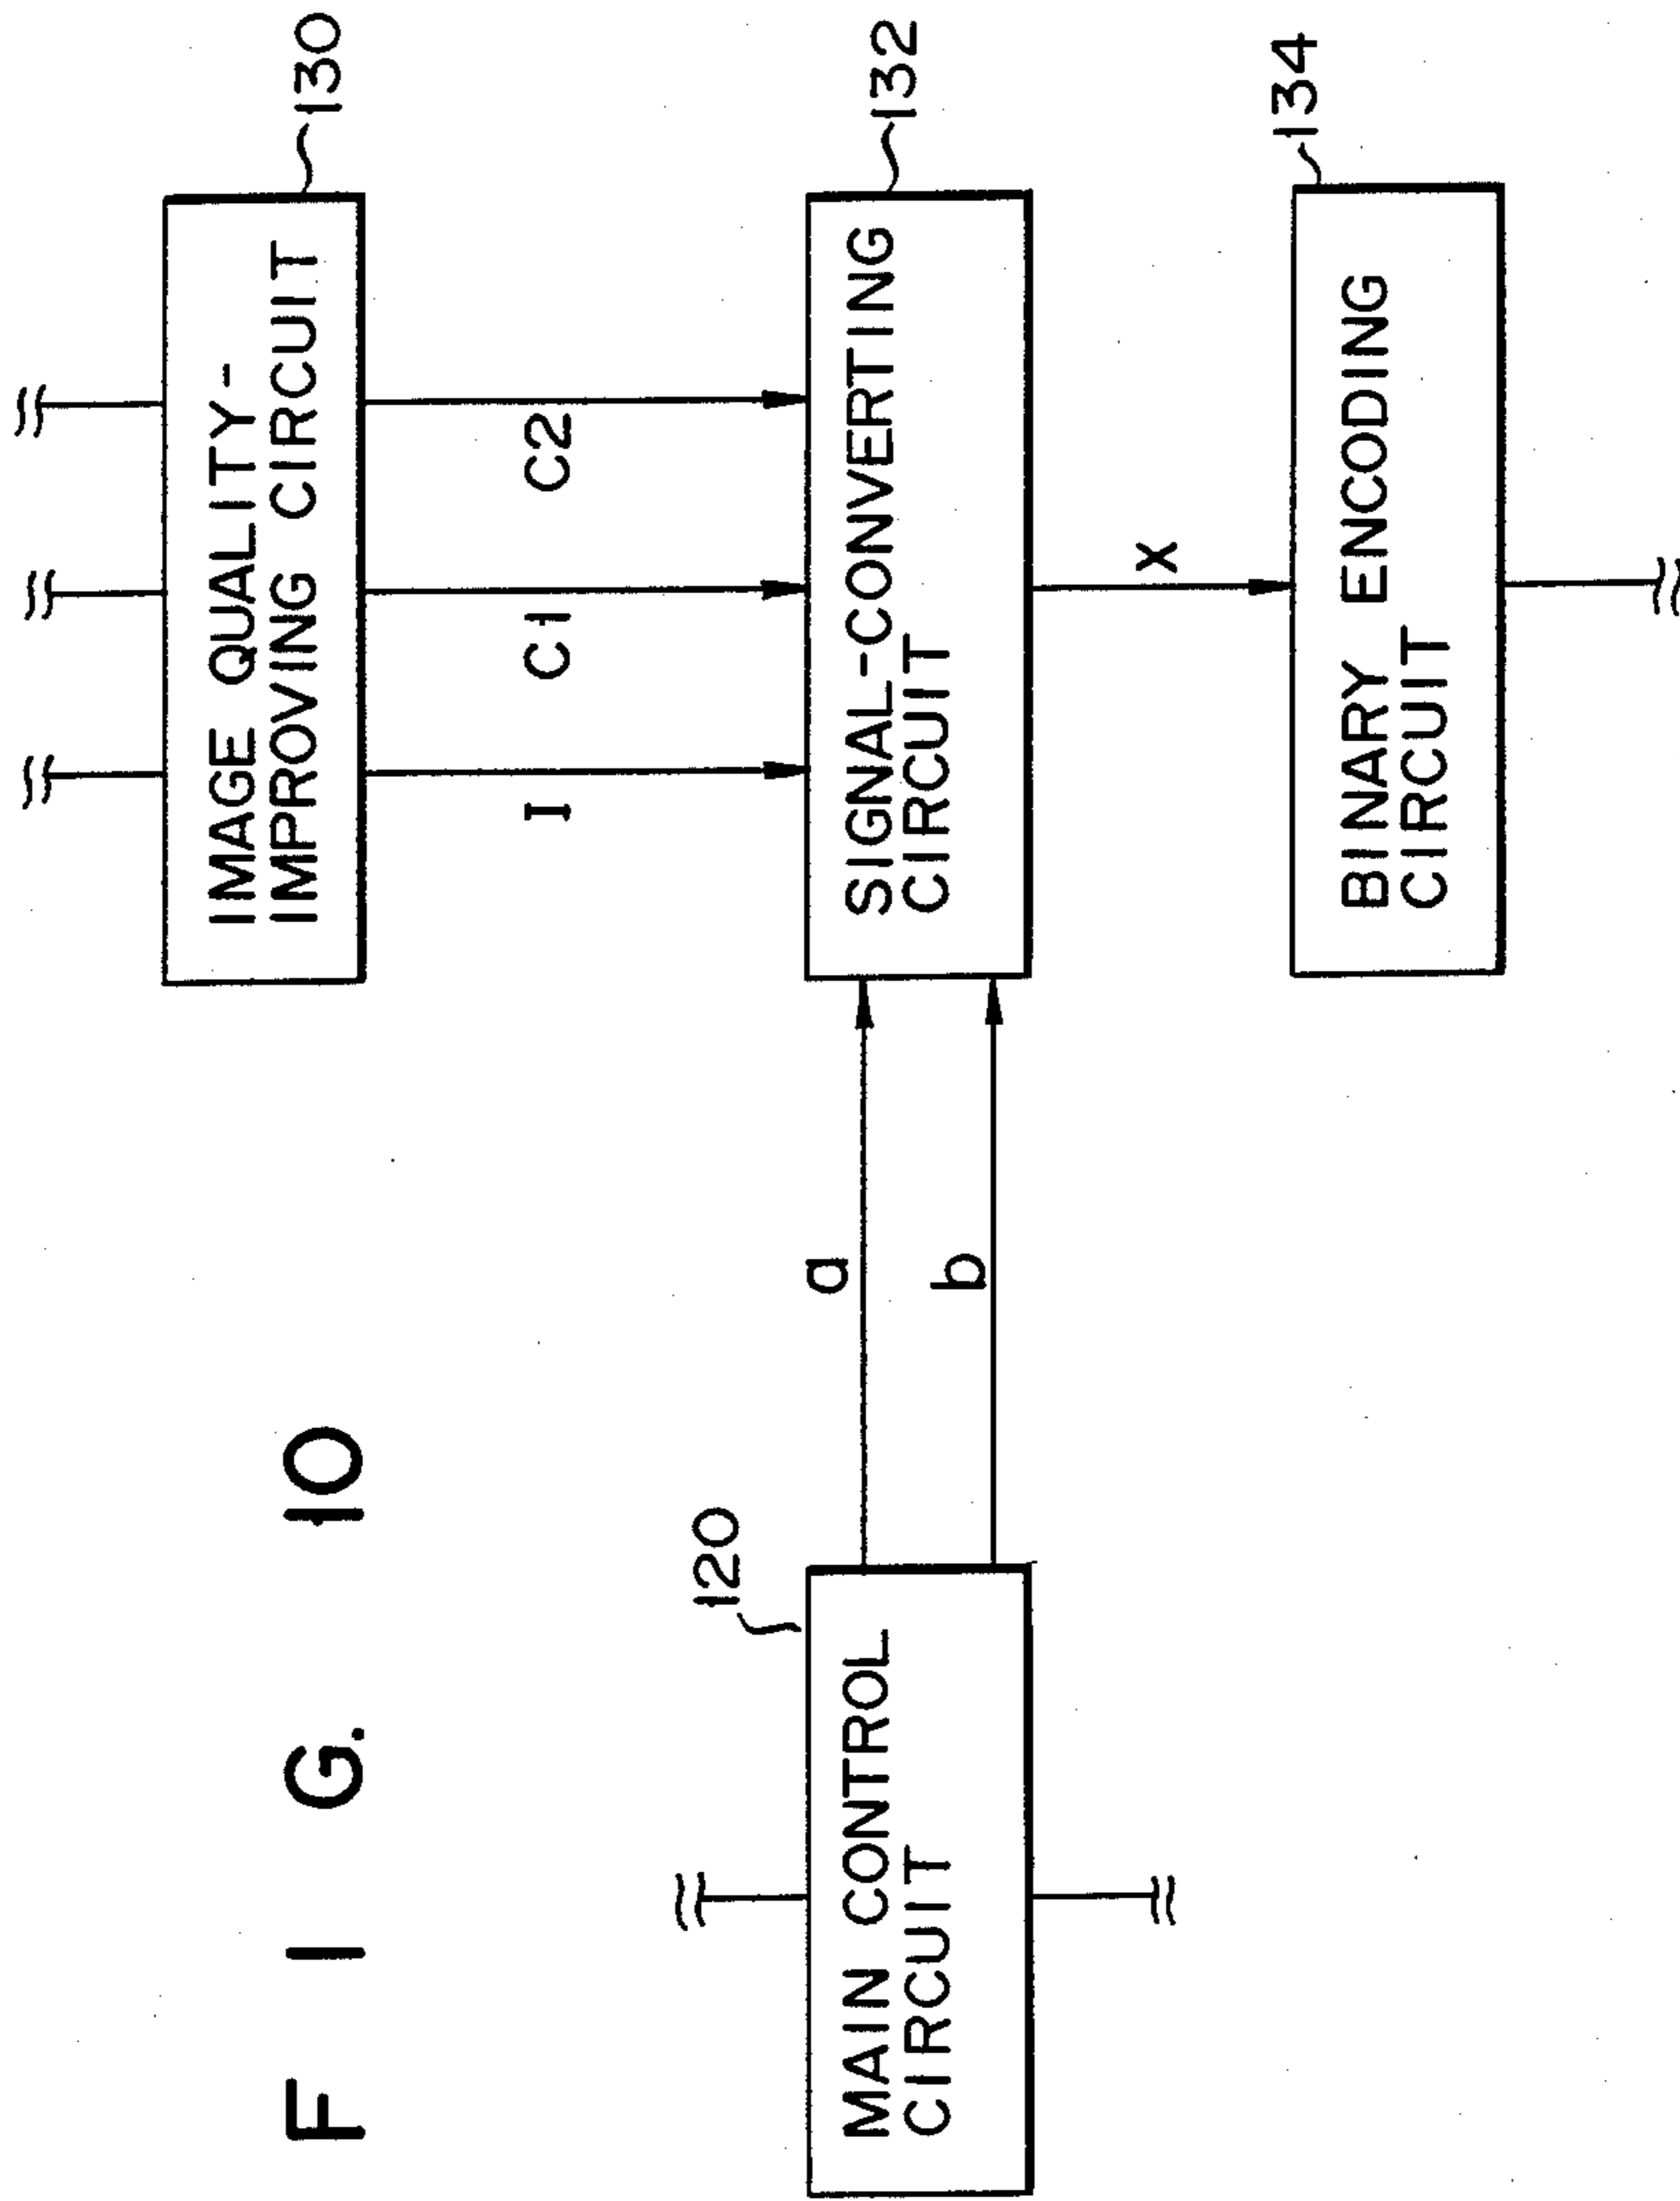 F I G. 10
IMAGE QUALITY-
IMPROVING CIRCUIT
130
I
C1
C2
120
MAIN CONTROL
CIRCUIT
a
b
SIGNAL-CONVERTING
CIRCUIT
132
X
BINARY ENCODING
CIRCUIT
134